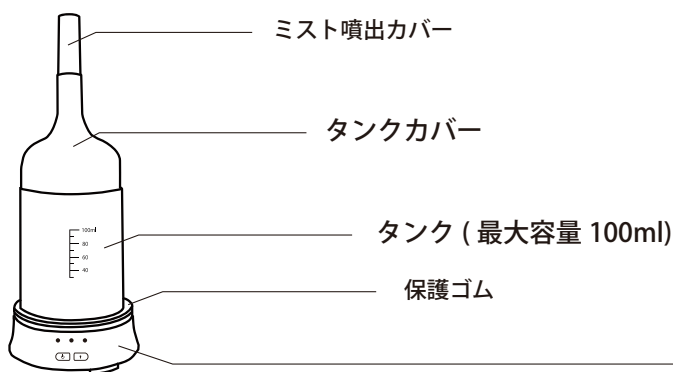 ミスト噴出カバー
タンクカバー
タンク ( 最大容量 100ml)
保護ゴム
100ml
80
60
40